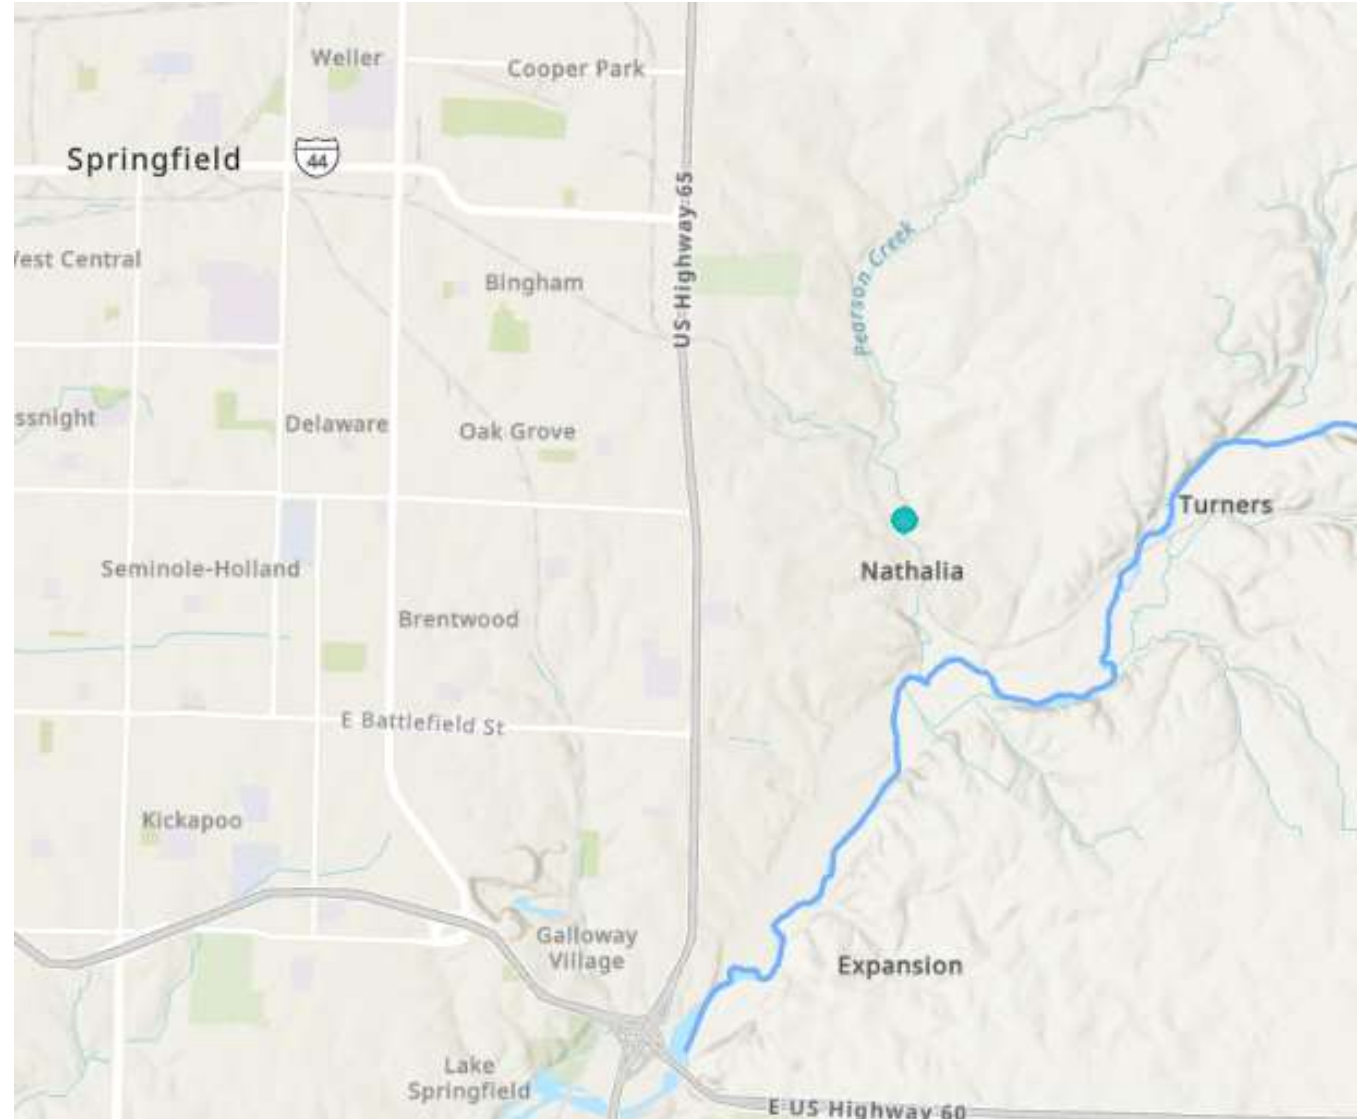 Weller
Cooper Park
Springfield
44
US Highway 65
Pearson Creek
est Central
Bingham
ssnight
Delaware
Oak Grove
Turners
Seminole-Holland
Nathalia
Brentwood
E Battlefield St
Kickapoo
Galloway
Village
Expansion
Lake
Springfield
E US Highway 60